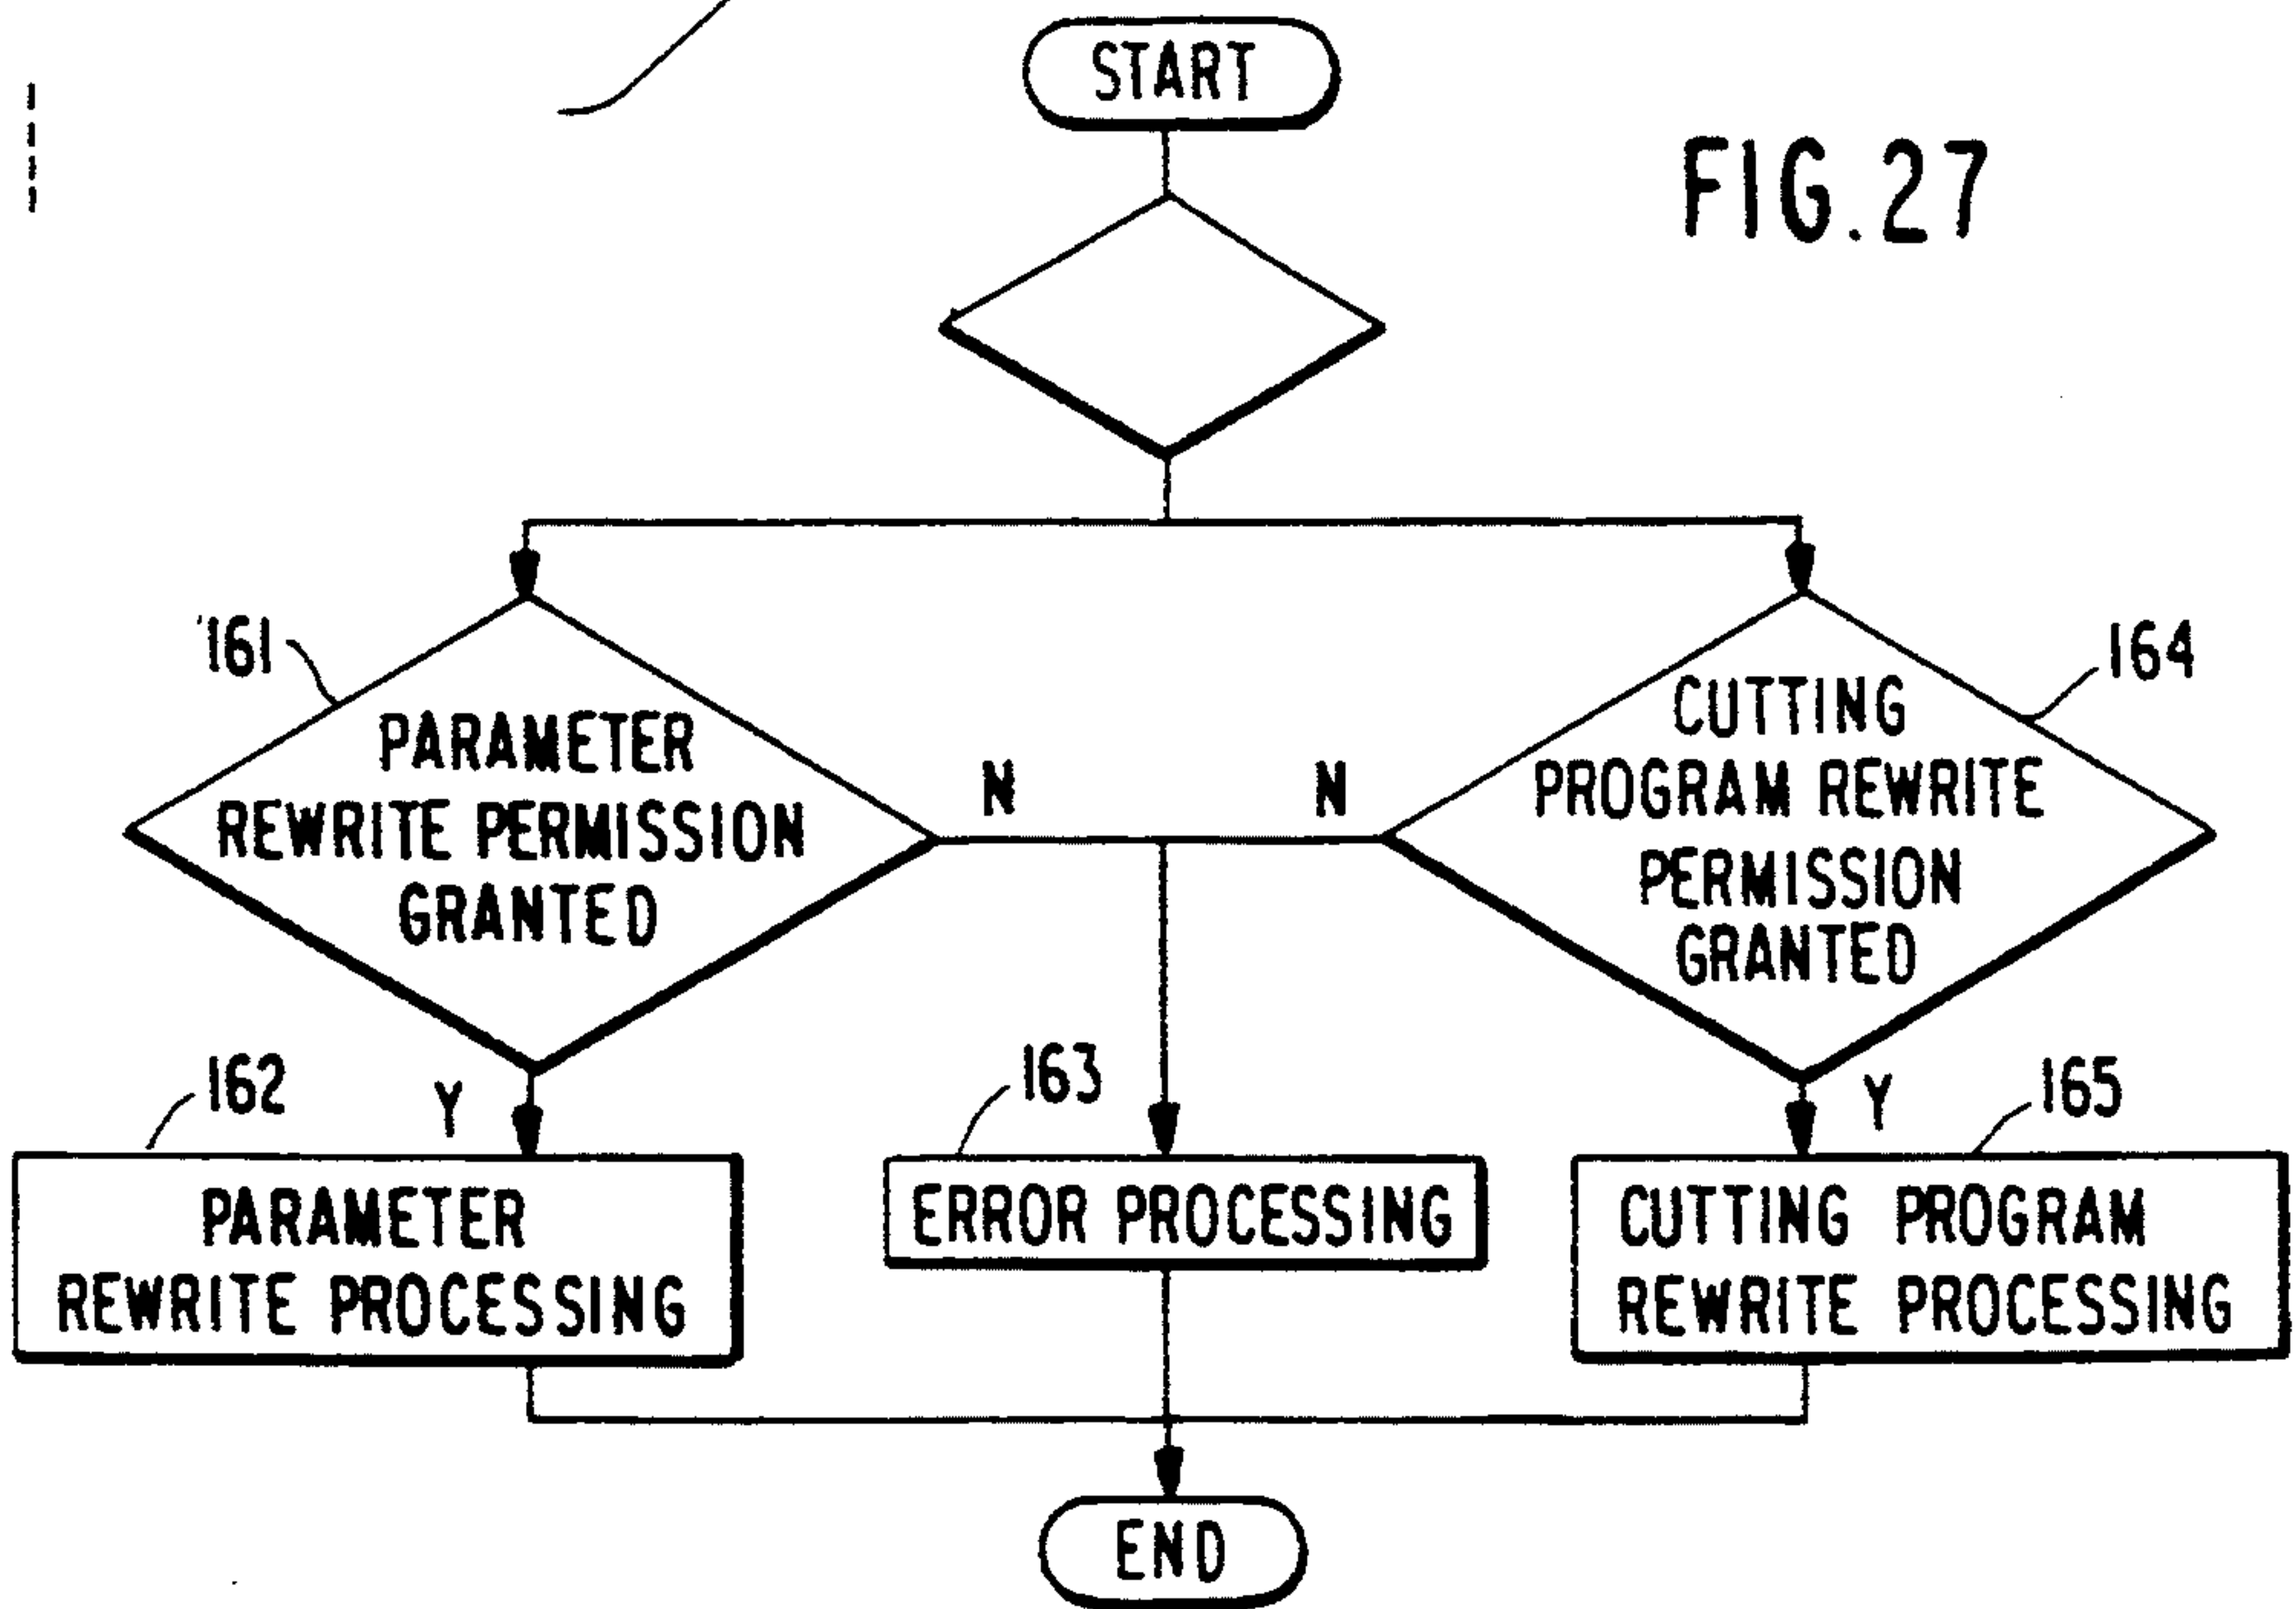 START
FIG.27
161
PARAMETER
REWRITE PERMISSION
GRANTED
N
N
164
CUTTING
PROGRAM REWRITE
PERMISSION
GRANTED
162
Y
163
Y
165
PARAMETER
REWRITE PROCESSING
ERROR PROCESSING
CUTTING PROGRAM
REWRITE PROCESSING
END